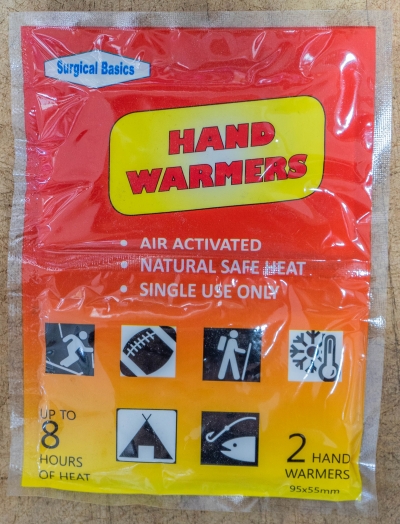 Surgical Basics
HAND
WARMERS
• AIR ACTIVATED
• NATURAL SAFE HEAT
• SINGLE USE ONLY
UP TO
8
HOURS
OF HEAT
2 HAND
WARMERS
95x55mm